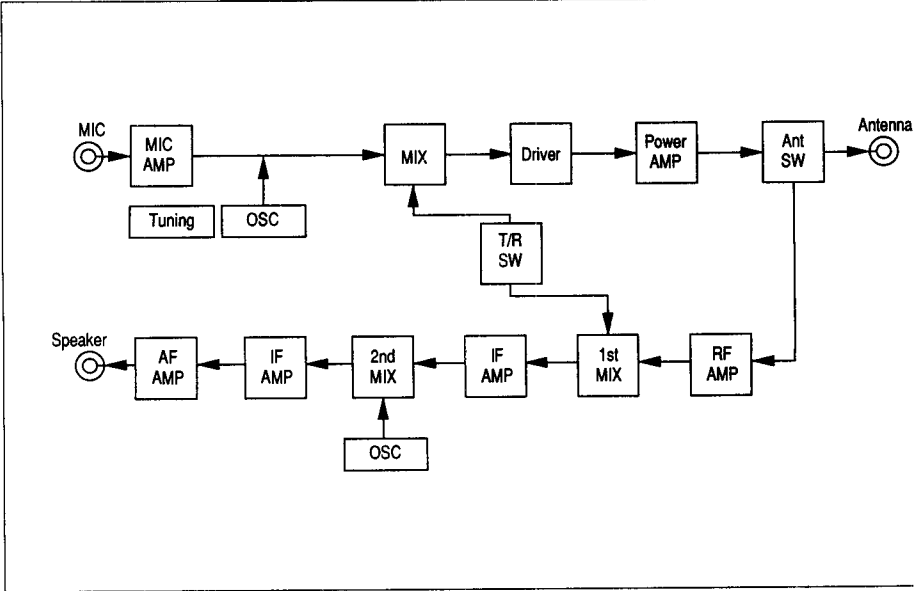 MIC
MIC
AMP
MIX
Driver
Power
AMP
Ant
SW
Antenna
Tuning
OSC
T/R
SW
Speaker
AF
AMP
IF
AMP
2nd
MIX
IF
AMP
1st
MIX
RF
AMP
OSC